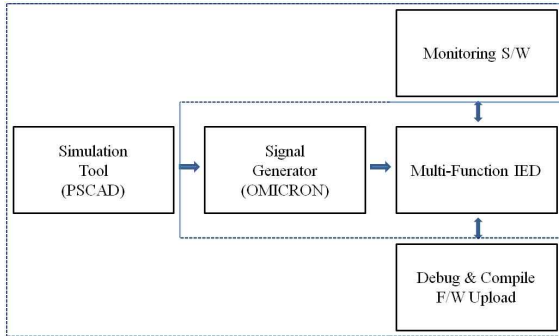 Monitoring S/W
Simulation
Tool
(PSCAD)
Signal
Generator
(OMICRON)
Multi-Function IED
Debug & Compile
F/W Upload